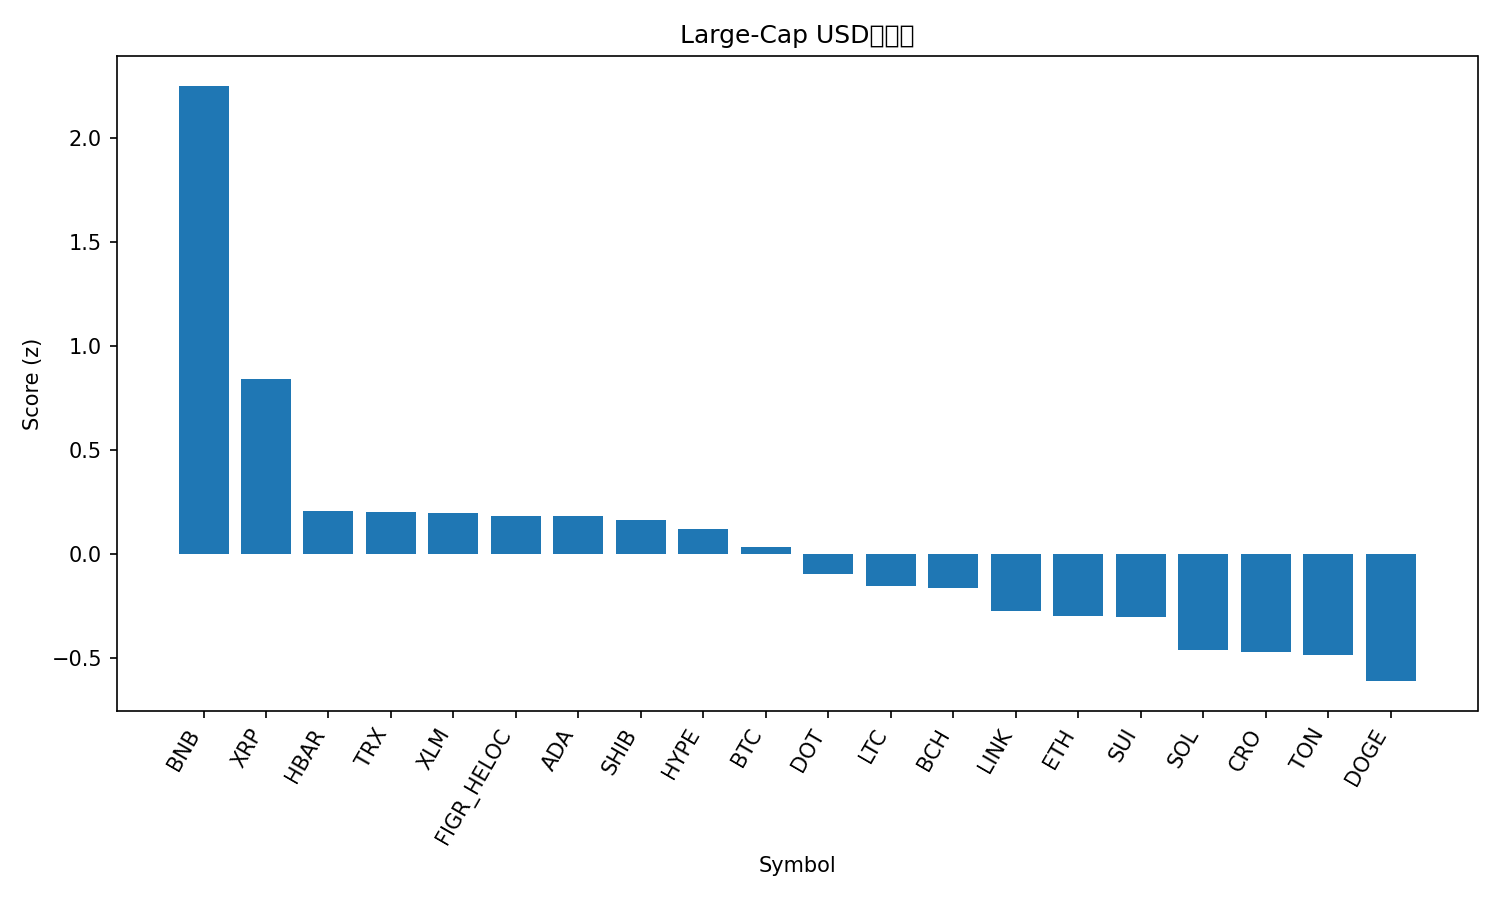 Large-Cap USD
Score (z)
2.0
1.5
1.0
0.5
0.0
−0.5
BNB
XRP
HBAR
TRX
XLM
FIGR_HELOC
ADA
SHIB
HYPE
BTC
DOT
LTC
BCH
LINK
ETH
SUI
SOL
CRO
TON
DOGE
Symbol